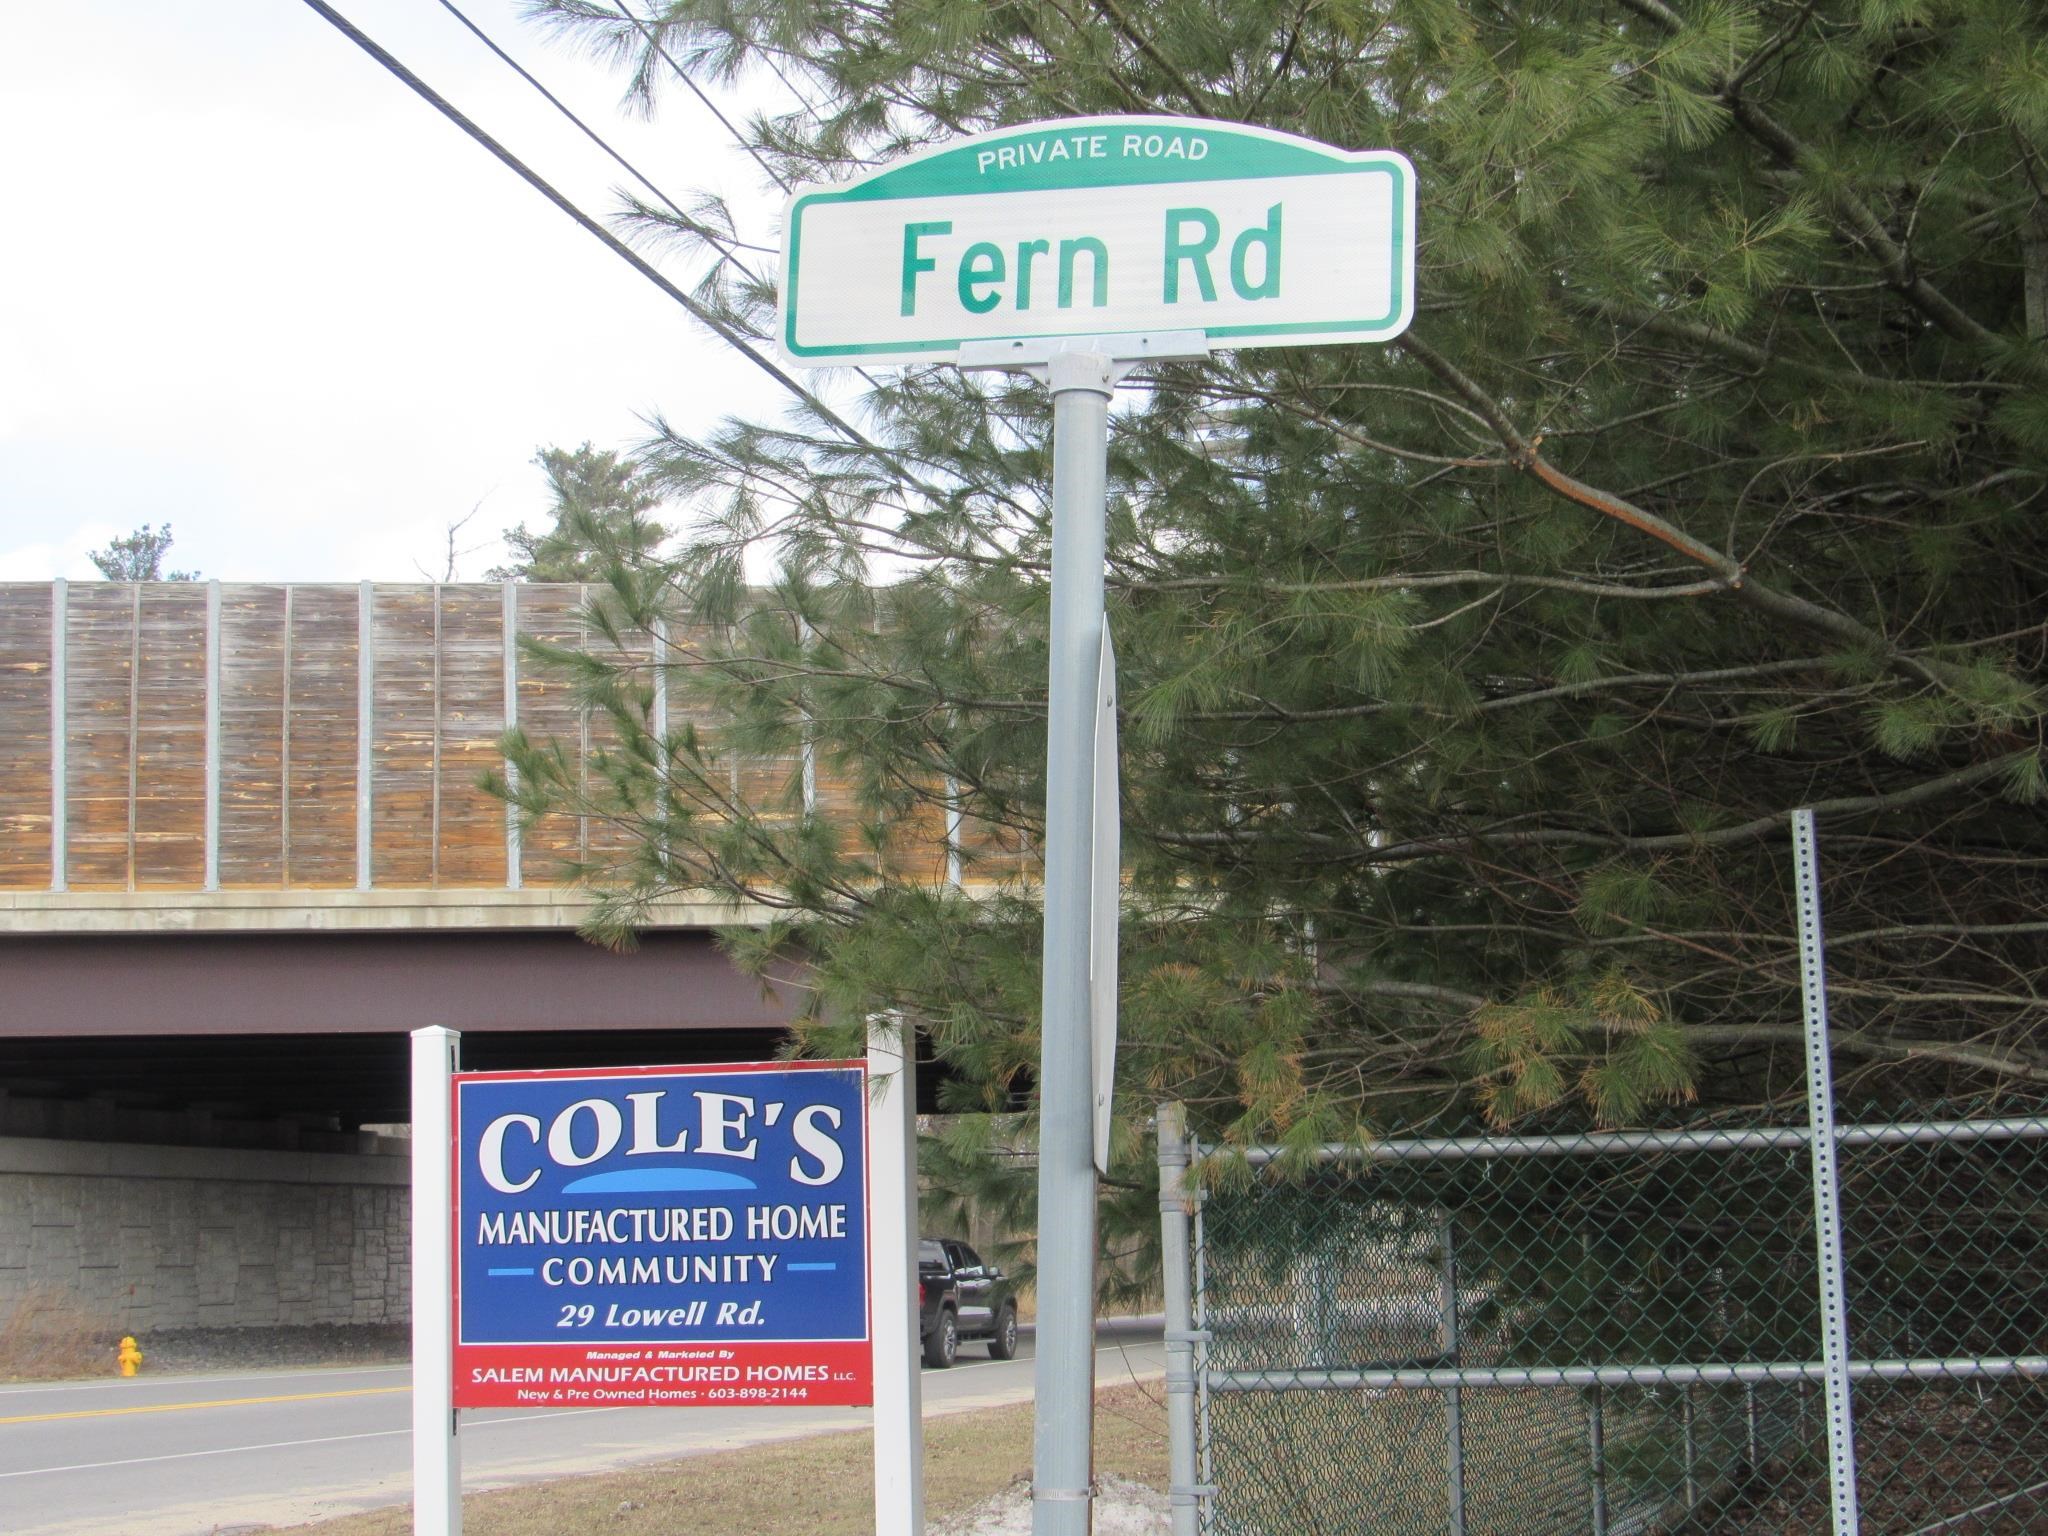 PRIVATE ROAD
Fern Rd
COLE'S
MANUFACTURED HOME
COMMUNITY
29 Lowell Rd.
Managed & Marketed By
SALEM MANUFACTURED HOMES LLC.
New & Pre Owned Homes · 603-898-2144